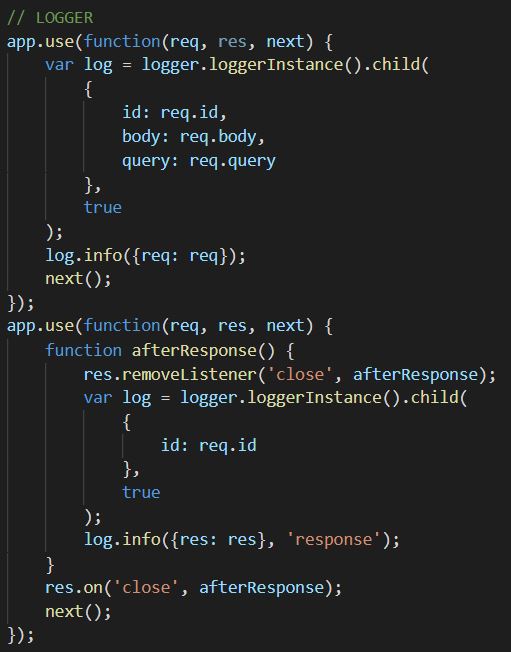 // LOGGER
app.use(function(req, res, next) {
    var log = logger.loggerInstance().child(
        {
            id: req.id,
            body: req.body,
            query: req.query
        },
        true
    );
    log.info({req: req});
    next();
});
app.use(function(req, res, next) {
    function afterResponse() {
        res.removeListener('close', afterResponse);
        var log = logger.loggerInstance().child(
            {
                id: req.id
            },
            true
        );
        log.info({res: res}, 'response');
    }
    res.on('close', afterResponse);
    next();
});